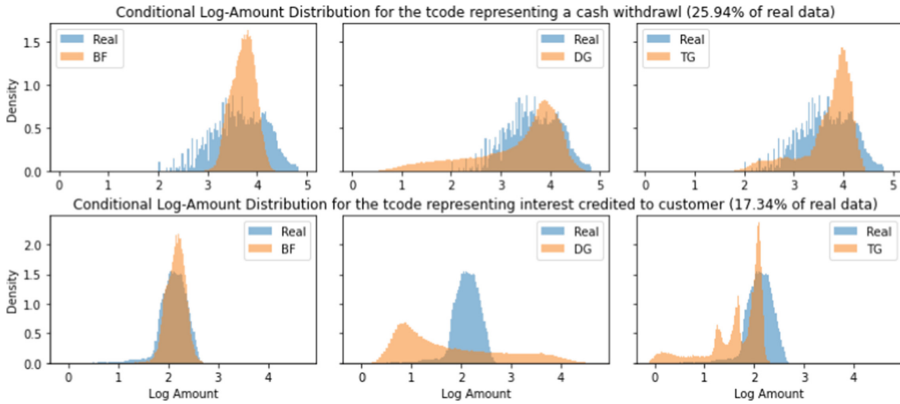 Conditional Log-Amount Distribution for the tcode representing a cash withdrawl (25.94% of real data)
1.5
1.0
0.5
0.0
Density
Real
BF
0 1 2 3 4 5
Real
DG
0 1 2 3 4 5
Real
TG
0 1 2 3 4 5
Conditional Log-Amount Distribution for the tcode representing interest credited to customer (17.34% of real data)
2.0
1.5
1.0
0.5
0.0
Density
Real
BF
0 1 2 3 4
Log Amount
Real
DG
0 1 2 3 4
Log Amount
Real
TG
0 1 2 3 4
Log Amount